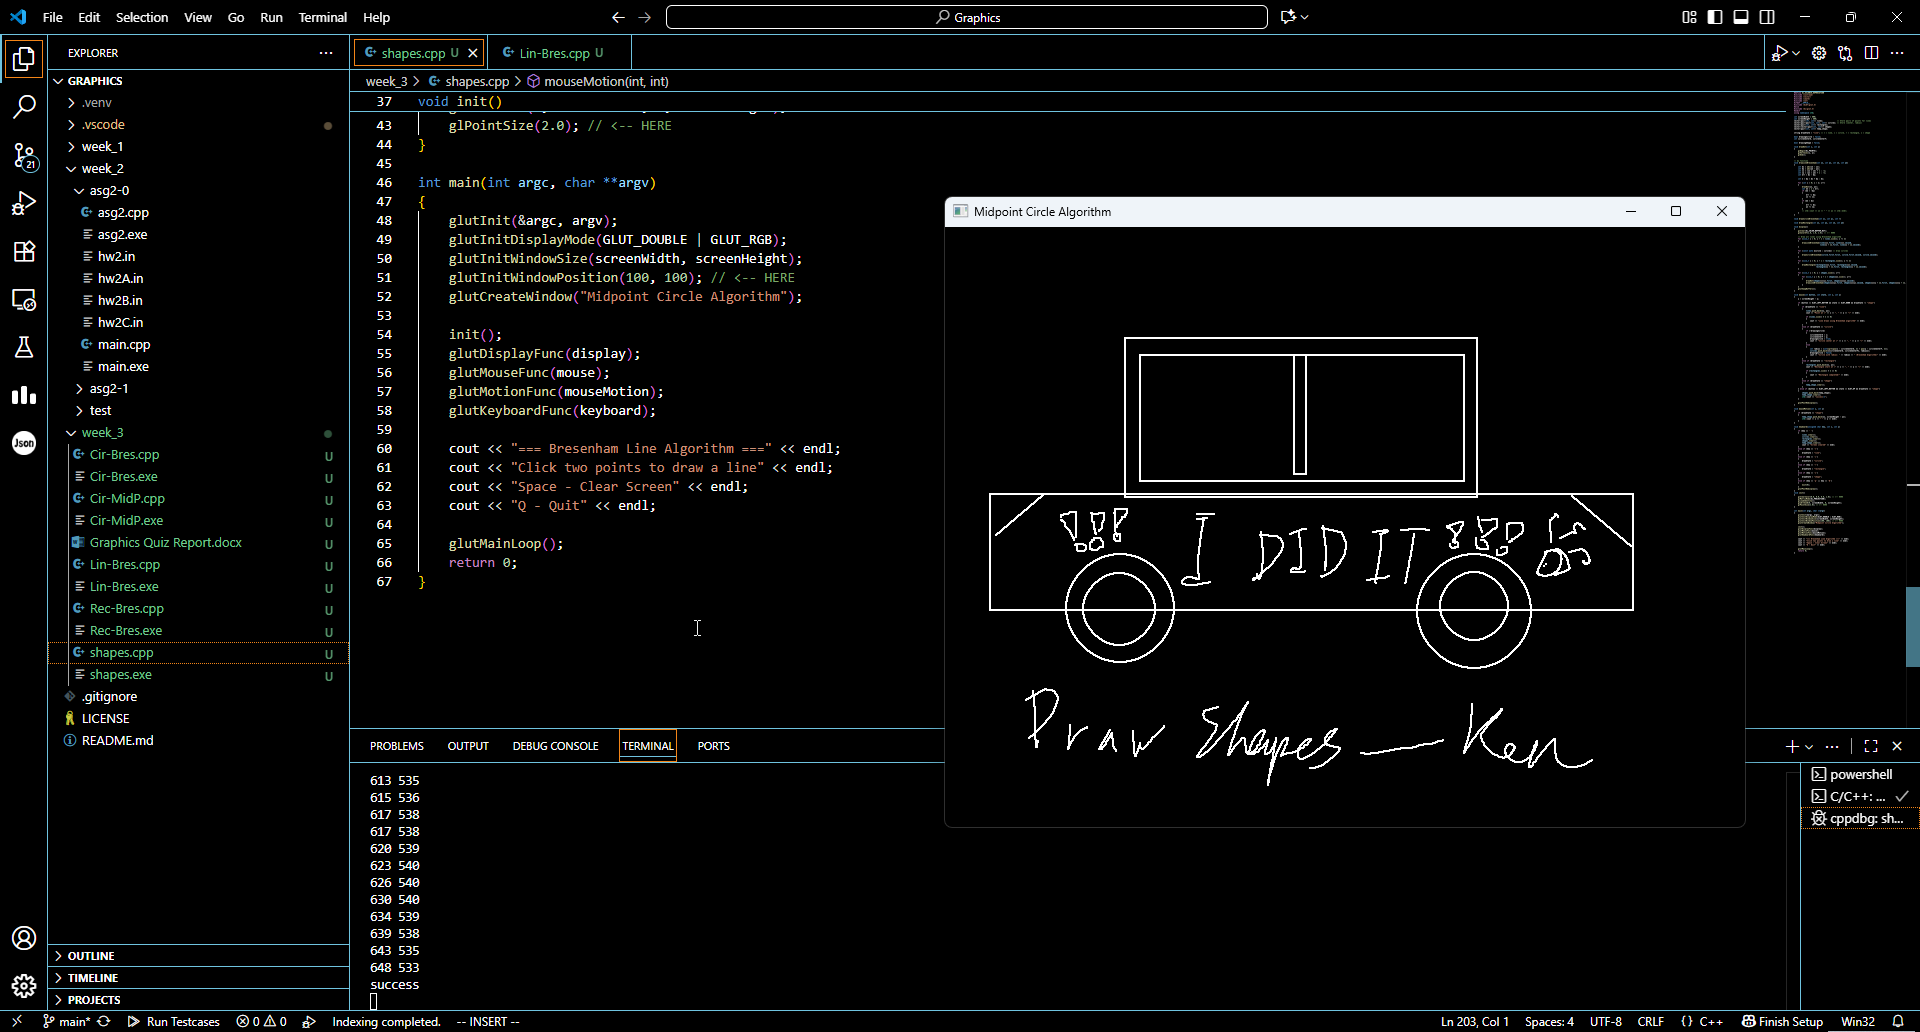 File Edit Selection View Go Run Terminal Help
Graphics
EXPLORER
GRAPHICS
.venv
.vscode
week_1
week_2
asg2-0
asg2.cpp
asg2.exe
hw2.in
hw2A.in
hw2B.in
hw2C.in
main.cpp
main.exe
asg2-1
test
week_3
Cir-Bres.cpp U
Cir-Bres.exe U
Cir-MidP.cpp U
Cir-MidP.exe U
Graphics Quiz Report.docx U
Lin-Bres.cpp U
Lin-Bres.exe U
Rec-Bres.cpp U
Rec-Bres.exe U
shapes.cpp U
shapes.exe U
.gitignore
LICENSE
README.md
OUTLINE
TIMELINE
PROJECTS
21
Json
shapes.cpp U
Lin-Bres.cpp U
week_3 > shapes.cpp > mouseMotion(int, int)
37 void init()
43 glPointSize(2.0); // <-- HERE
44 }
45
46 int main(int argc, char **argv)
47 {
48 glutInit(&argc, argv);
49 glutInitDisplayMode(GLUT_DOUBLE | GLUT_RGB);
50 glutInitWindowSize(screenWidth, screenHeight);
51 glutInitWindowPosition(100, 100); // <-- HERE
52 glutCreateWindow("Midpoint Circle Algorithm");
53
54 init();
55 glutDisplayFunc(display);
56 glutMouseFunc(mouse);
57 glutMotionFunc(mouseMotion);
58 glutKeyboardFunc(keyboard);
59
60 cout << "=== Bresenham Line Algorithm ===" << endl;
61 cout << "Click two points to draw a line" << endl;
62 cout << "Space - Clear Screen" << endl;
63 cout << "Q - Quit" << endl;
64
65 glutMainLoop();
66 return 0;
67 }
Midpoint Circle Algorithm
!!! I DID IT !!!
Draw Shapes — Ken
PROBLEMS OUTPUT DEBUG CONSOLE TERMINAL PORTS
613 535
615 536
617 538
617 538
620 539
623 540
626 540
630 540
634 539
639 538
643 535
648 533
success
powershell
C/C++: ...
cppdbg: sh...
main* Run Testcases 0 0 Indexing completed. -- INSERT --
Ln 203, Col 1 Spaces: 4 UTF-8 CRLF {} C++ Finish Setup Win32